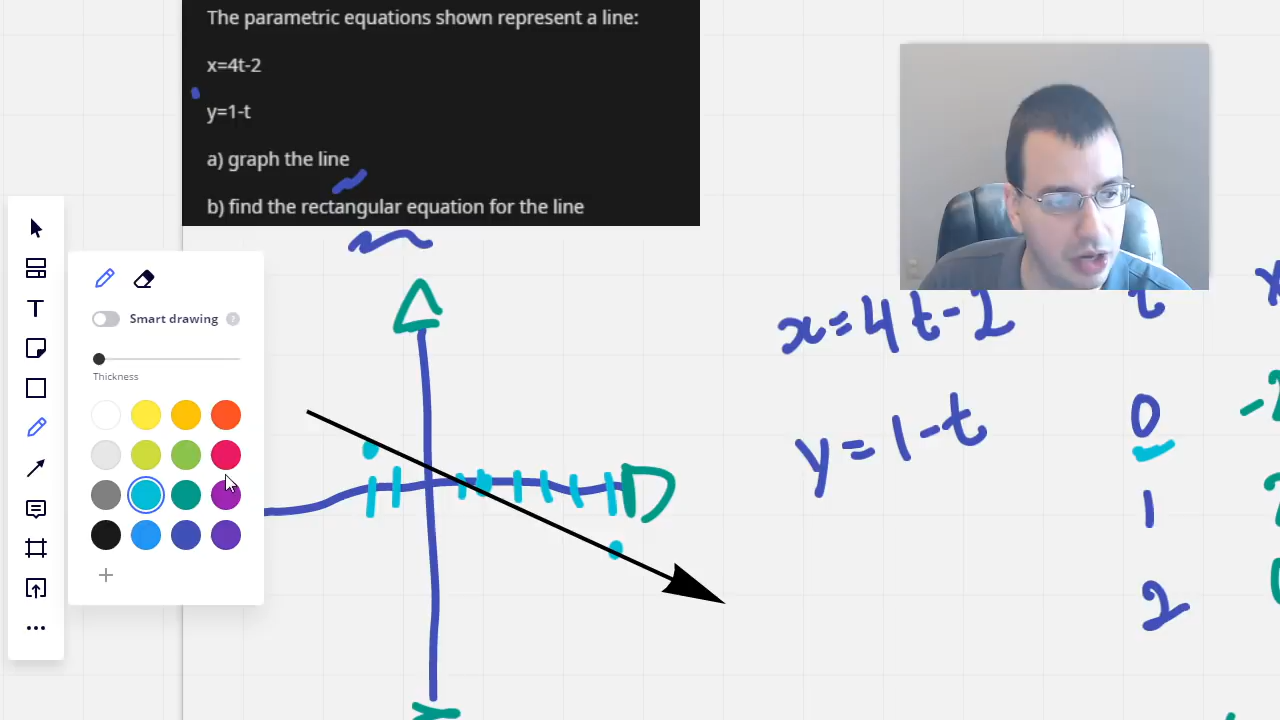 The parametric equations shown represent a line:
x=4t-2
y=1-t
a) graph the line
b) find the rectangular equation for the line
Smart drawing
?
Thickness
T
x=4t-2
y=1-t
t
0
1
2
-2